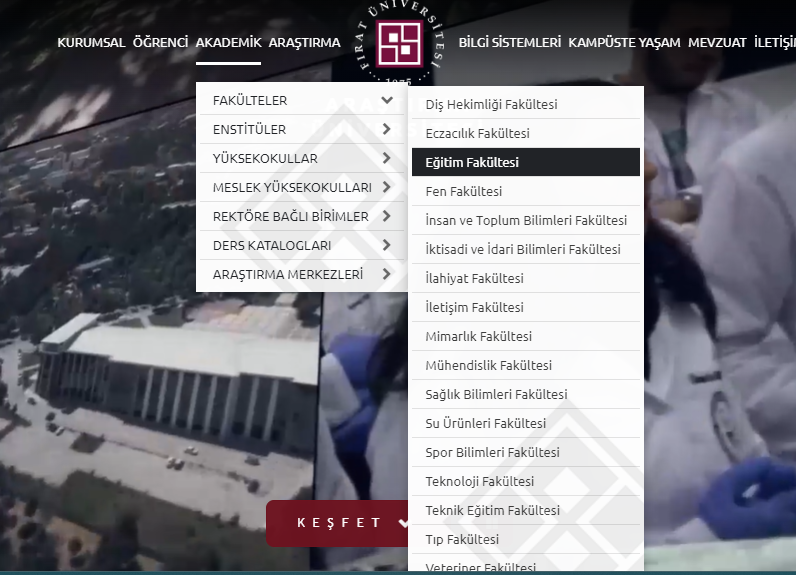 KURUMSAL ÖĞRENCİ AKADEMİK ARAŞTIRMA
FIRAT ÜNİVERSİTESİ
1975
BİLGİ SİSTEMLERİ KAMPÜSTE YAŞAM MEVZUAT İLETİŞİM
FAKÜLTELER
ENSTİTÜLER
YÜKSEKOKULLAR
MESLEK YÜKSEKOKULLARI
REKTÖRE BAĞLI BİRİMLER
DERS KATALOGLARI
ARAŞTIRMA MERKEZLERİ
Diş Hekimliği Fakültesi
Eczacılık Fakültesi
Eğitim Fakültesi
Fen Fakültesi
İnsan ve Toplum Bilimleri Fakültesi
İktisadi ve İdari Bilimleri Fakültesi
İlahiyat Fakültesi
İletişim Fakültesi
Mimarlık Fakültesi
Mühendislik Fakültesi
Sağlık Bilimleri Fakültesi
Su Ürünleri Fakültesi
Spor Bilimleri Fakültesi
Teknoloji Fakültesi
Teknik Eğitim Fakültesi
Tıp Fakültesi
Veteriner Fakültesi
KEŞFET